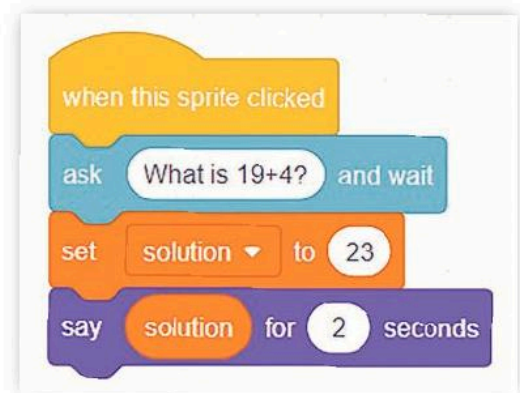 when this sprite clicked
ask What is 19+4? and wait
set solution to 23
say solution for 2 seconds